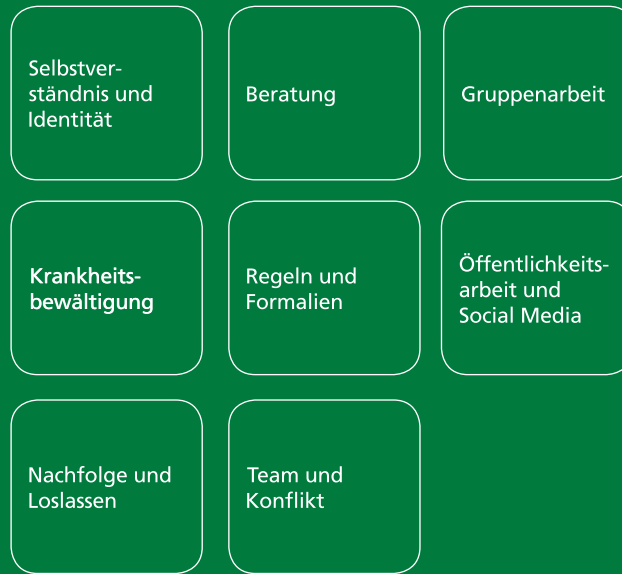 Selbstver-
ständnis und
Identität
Beratung
Gruppenarbeit
Krankheits-
bewältigung
Regeln und
Formalien
Öffentlichkeits-
arbeit und
Social Media
Nachfolge und
Loslassen
Team und
Konflikt